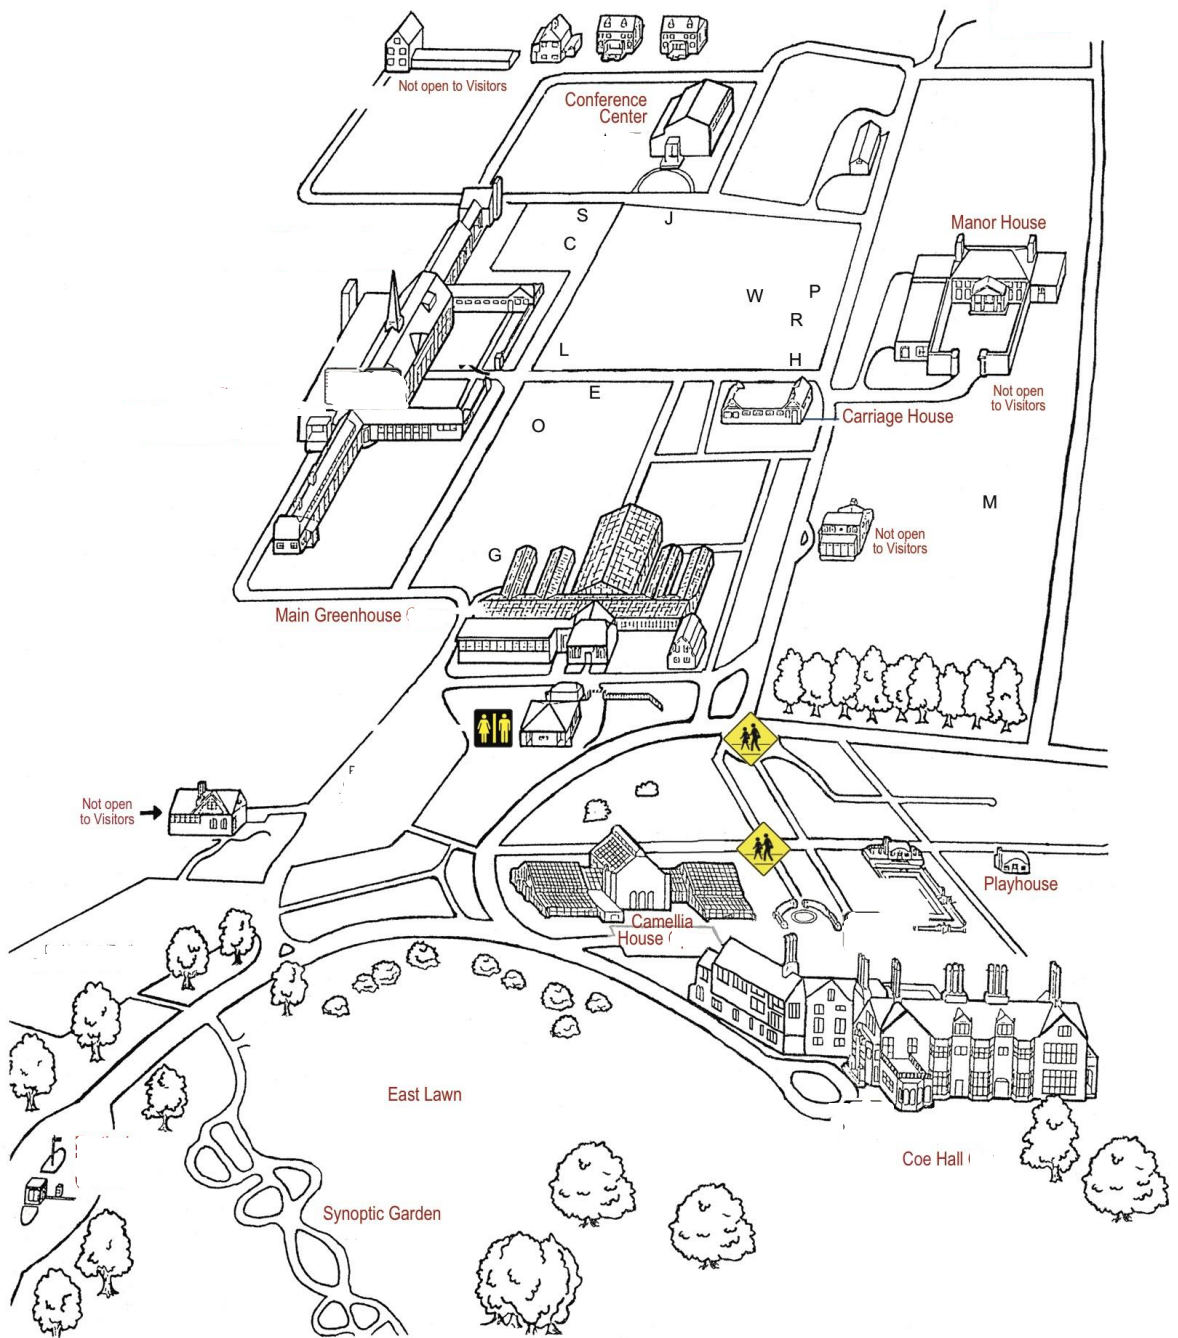 Not open to Visitors
Conference
Center
S
J
C
Manor House
W
P
R
L
H
Not open
to Visitors
E
Carriage House
O
M
Not open
to Visitors
G
Main Greenhouse (
F
Not open
to Visitors
Playhouse
Camellia
House (
East Lawn
Coe Hall (
Synoptic Garden